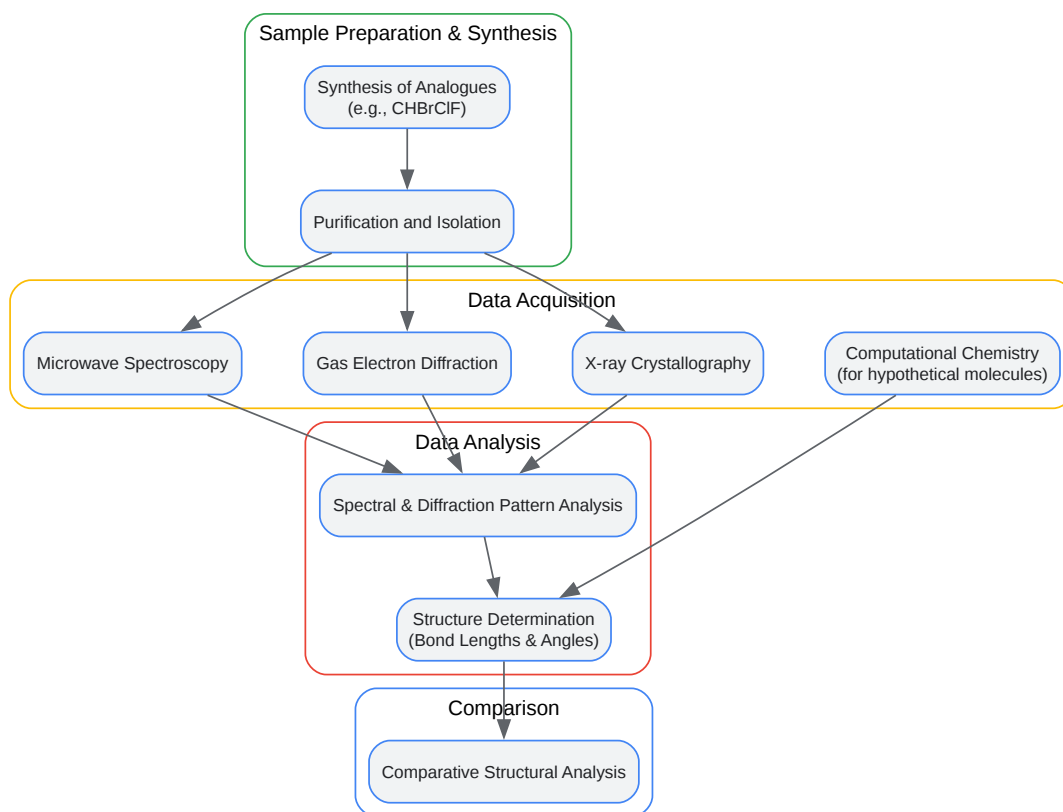 Sample Preparation & Synthesis
Synthesis of Analogues
(e.g., CHBrClF)
Purification and Isolation
Data Acquisition
Microwave Spectroscopy
Gas Electron Diffraction
X-ray Crystallography
Computational Chemistry
(for hypothetical molecules)
Data Analysis
Spectral & Diffraction Pattern Analysis
Structure Determination
(Bond Lengths & Angles)
Comparison
Comparative Structural Analysis